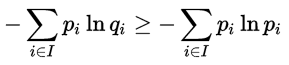 $-\sum_{i \in I} p_i \ln q_i \geq -\sum_{i \in I} p_i \ln p_i$